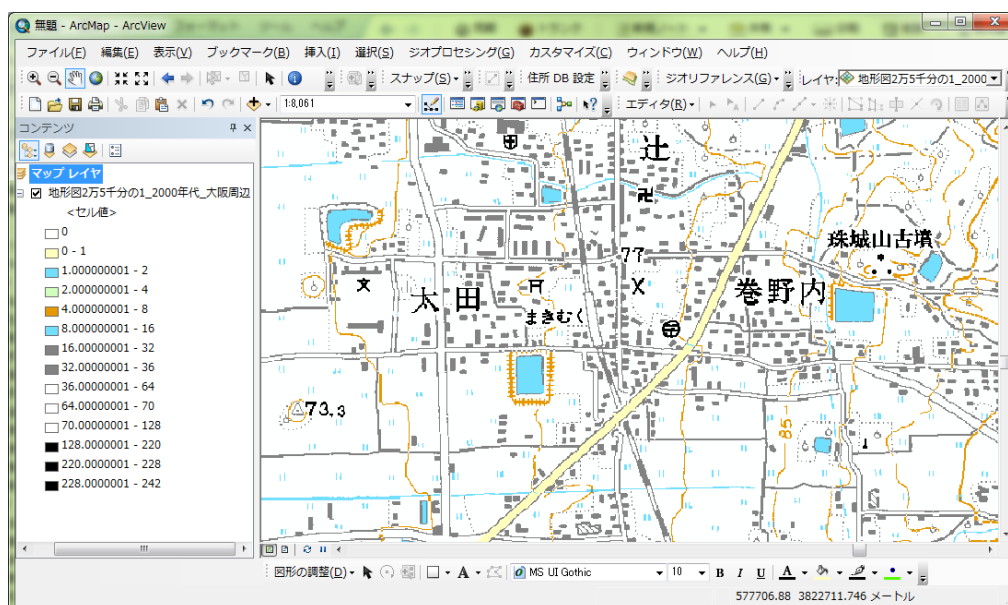 無題 - ArcMap - ArcView
ファイル(F) 編集(E) 表示(V) ブックマーク(B) 挿入(I) 選択(S) ジオプロセシング(G) カスタマイズ(C) ウィンドウ(W) ヘルプ(H)
スナップ(S) 住所 DB 設定 ジオリファレンス(G) レイヤ: 地形図2万5千分の1_2000
1:8,061 エディタ(R)
コンテンツ
マップ レイヤ
地形図2万5千分の1_2000年代_大阪周辺
<セル値>
0
0 - 1
1.000000001 - 2
2.000000001 - 4
4.000000001 - 8
8.000000001 - 16
16.00000001 - 32
32.00000001 - 36
36.00000001 - 64
64.00000001 - 70
70.00000001 - 128
128.0000001 - 220
220.0000001 - 228
228.0000001 - 242
辻
珠城山古墳
77
太田
まきむく
巻野内
73.3
85
図形の調整(D) A MS UI Gothic 10 B I U A
577706.88 3822711.746 メートル